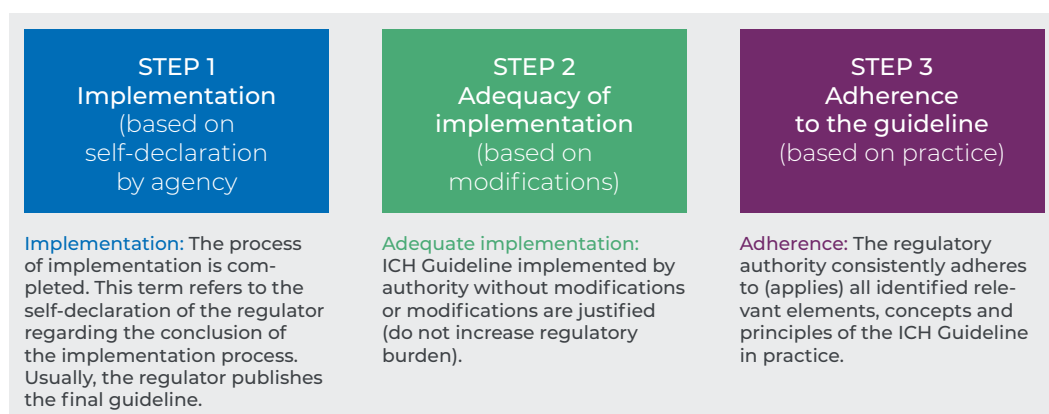 STEP 1
Implementation
(based on
self-declaration
by agency
STEP 2
Adequacy of
implementation
(based on
modifications)
STEP 3
Adherence
to the guideline
(based on practice)
Implementation: The process
of implementation is com-
pleted. This term refers to the
self-declaration of the regulator
regarding the conclusion of
the implementation process.
Usually, the regulator publishes
the final guideline.
Adequate implementation:
ICH Guideline implemented by
authority without modifications
or modifications are justified
(do not increase regulatory
burden).
Adherence: The regulatory
authority consistently adheres
to (applies) all identified rele-
vant elements, concepts and
principles of the ICH Guideline
in practice.